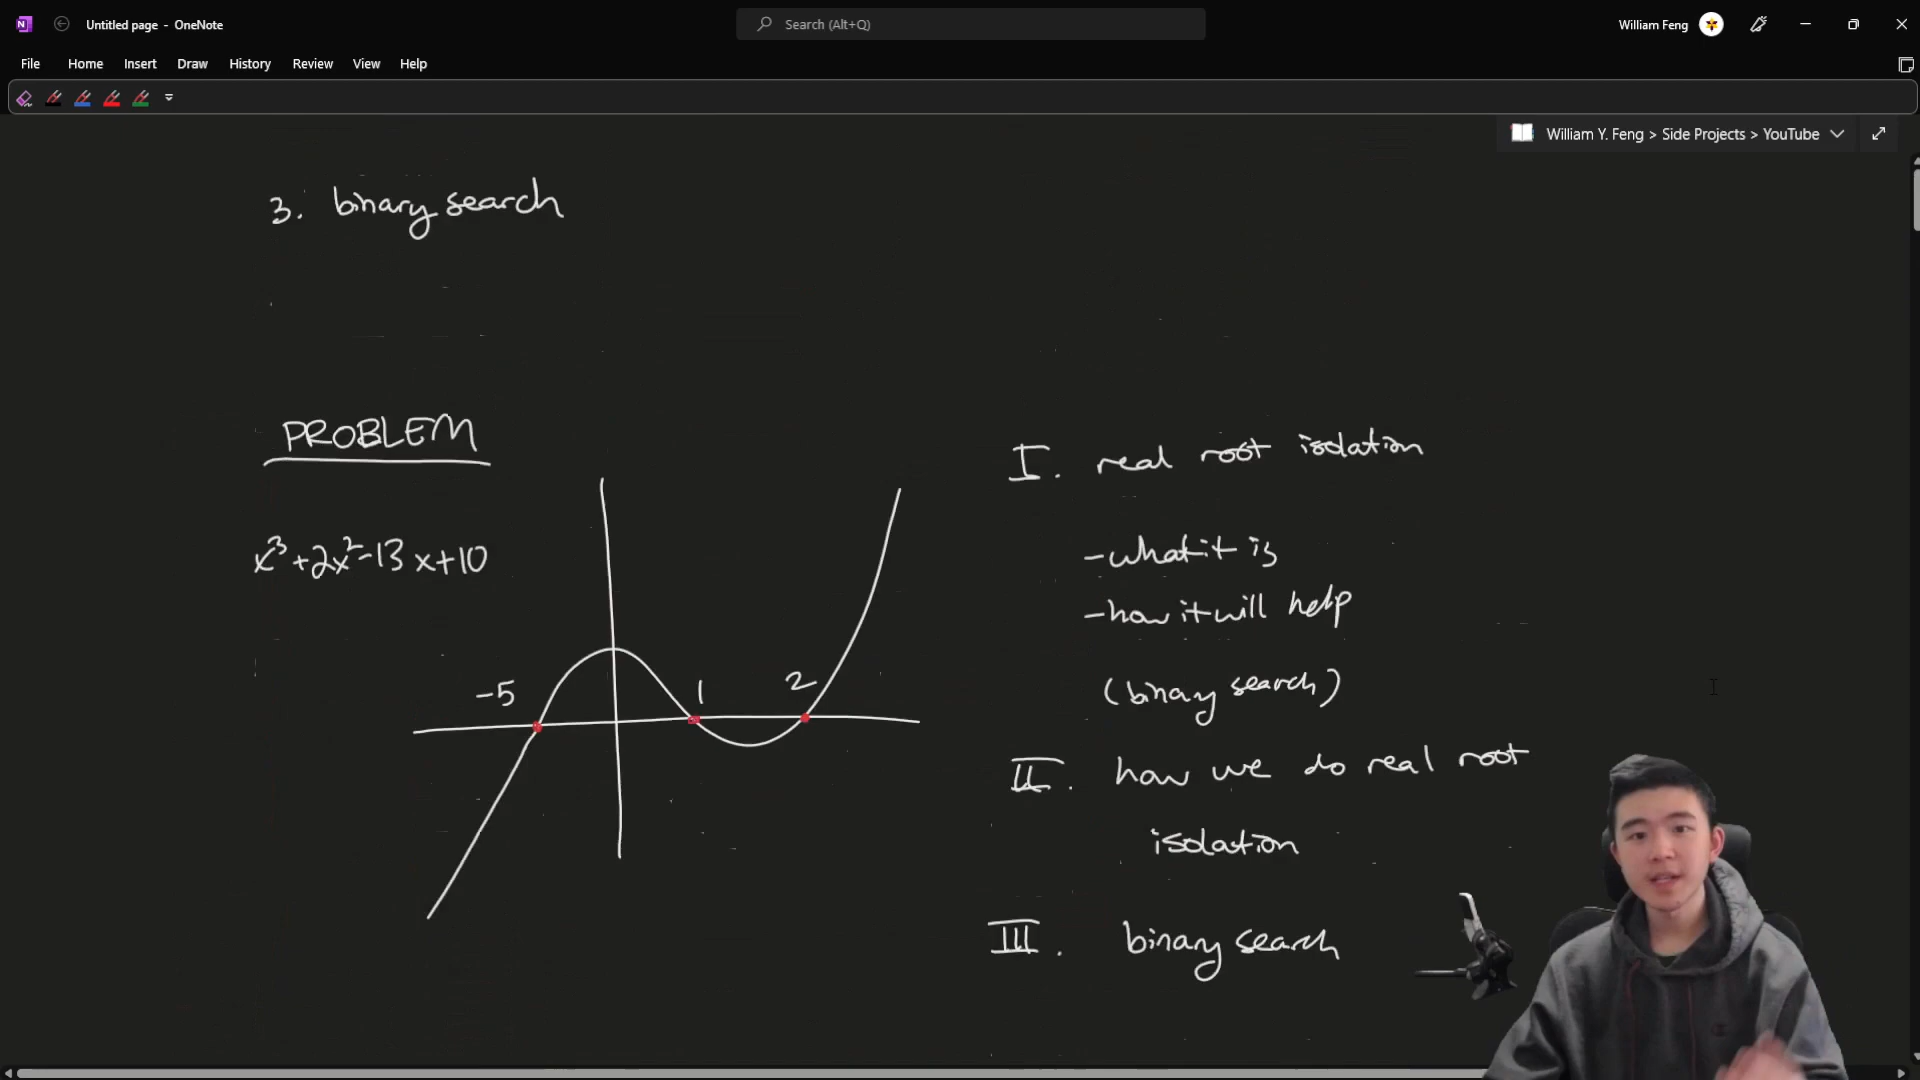 Untitled page - OneNote
Search (Alt+Q)
William Feng
File Home Insert Draw History Review View Help
William Y. Feng > Side Projects > YouTube
3. binary search
PROBLEM
x³+2x²-13x+10
-5
1
2
I. real root isolation
-what it is
-how it will help
(binary search)
II. how we do real root
isolation
III. binary search